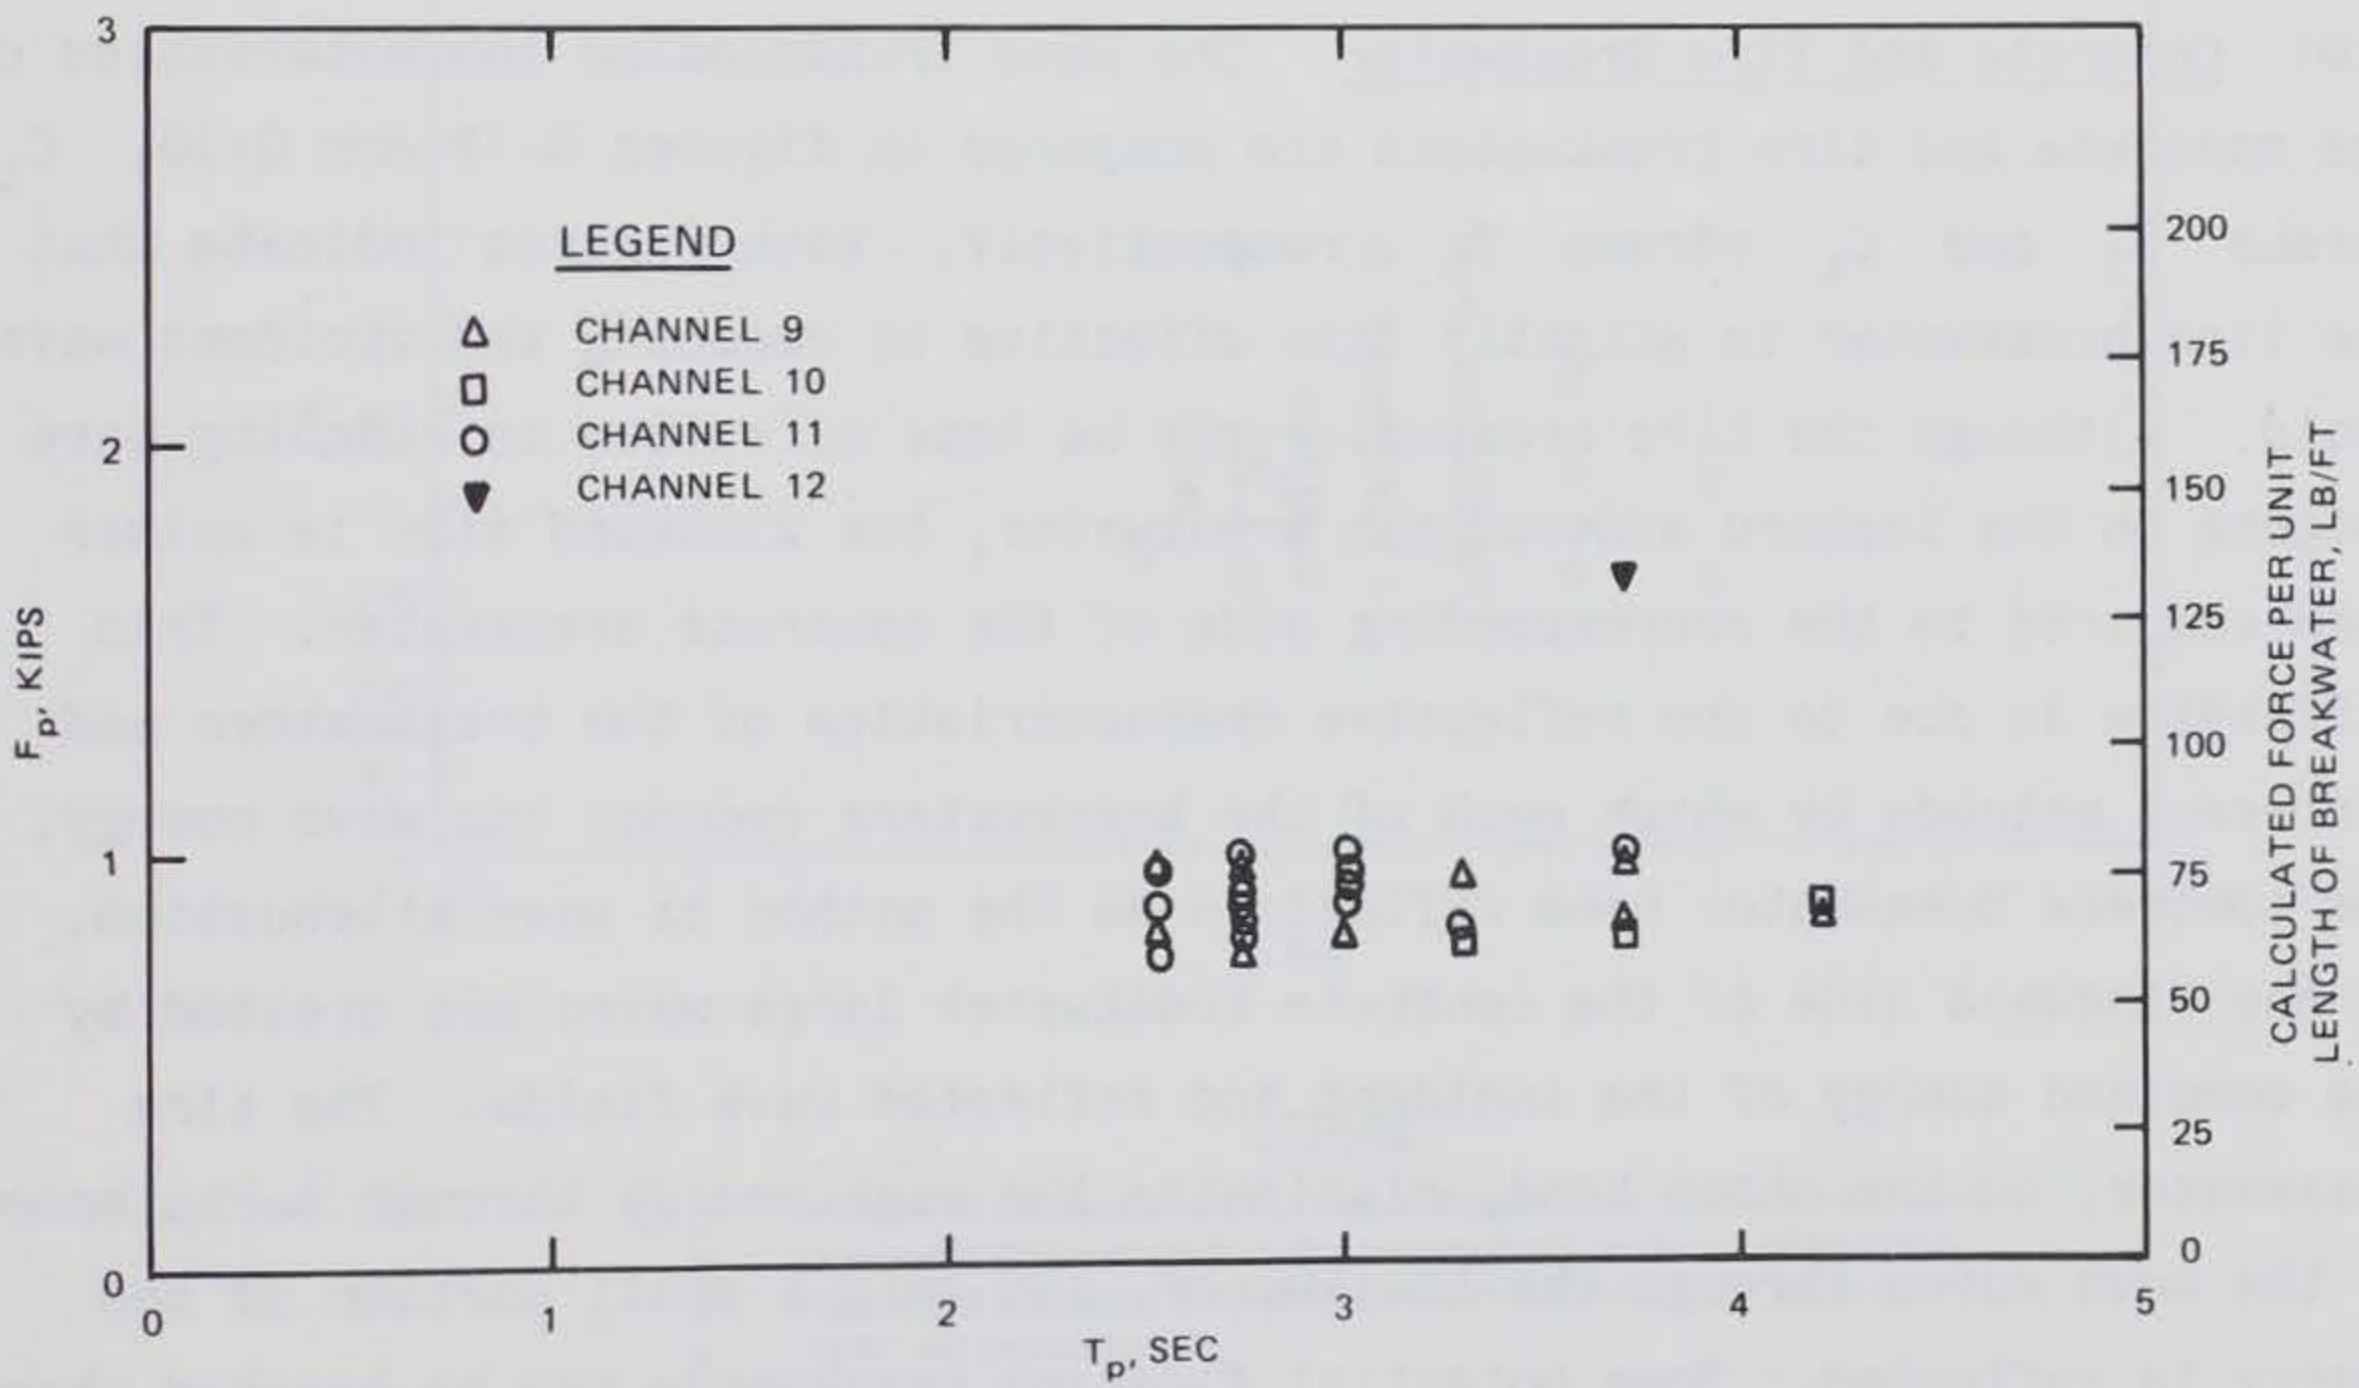 3
2
1
0
F_p, KIPS
LEGEND
△ CHANNEL 9
□ CHANNEL 10
○ CHANNEL 11
▼ CHANNEL 12
200
175
150
125
100
75
50
25
0
CALCULATED FORCE PER UNIT
LENGTH OF BREAKWATER, LB/FT
0 1 2 3 4 5
T_p, SEC